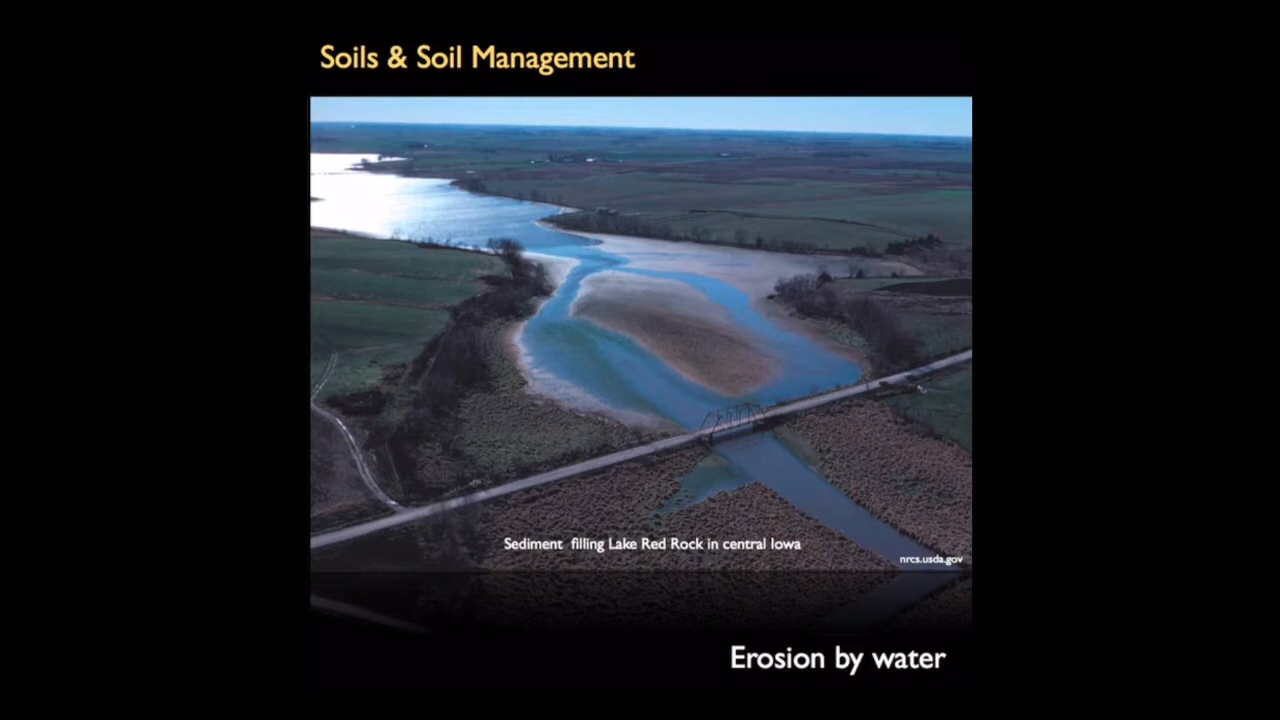 Soils & Soil Management
Sediment filling Lake Red Rock in central Iowa
nrcs.usda.gov
Erosion by water